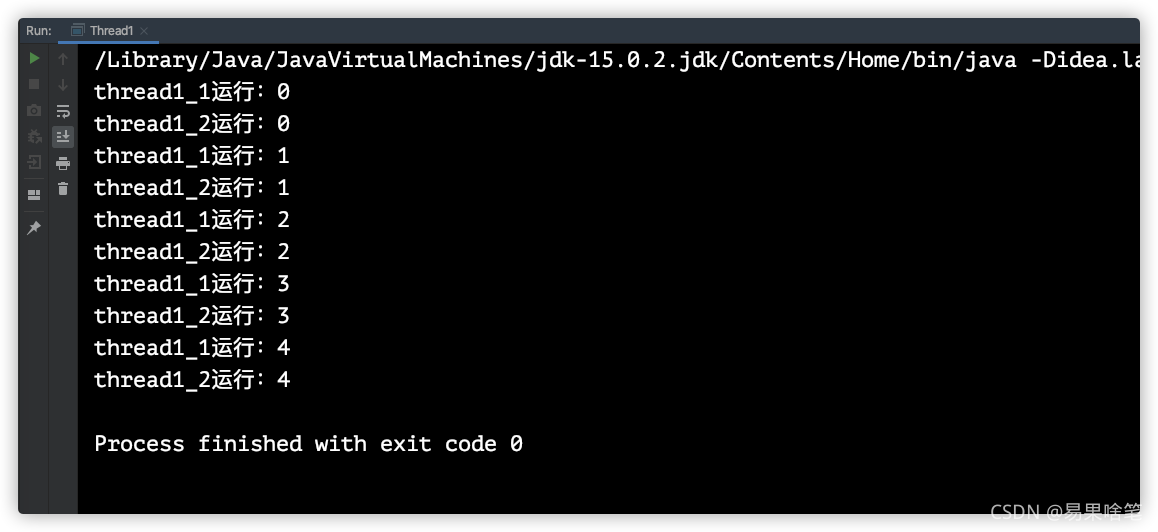 Run: Thread1
/Library/Java/JavaVirtualMachines/jdk-15.0.2.jdk/Contents/Home/bin/java -Didea.la
thread1_1运行：0
thread1_2运行：0
thread1_1运行：1
thread1_2运行：1
thread1_1运行：2
thread1_2运行：2
thread1_1运行：3
thread1_2运行：3
thread1_1运行：4
thread1_2运行：4
Process finished with exit code 0
CSDN @易果啥笔